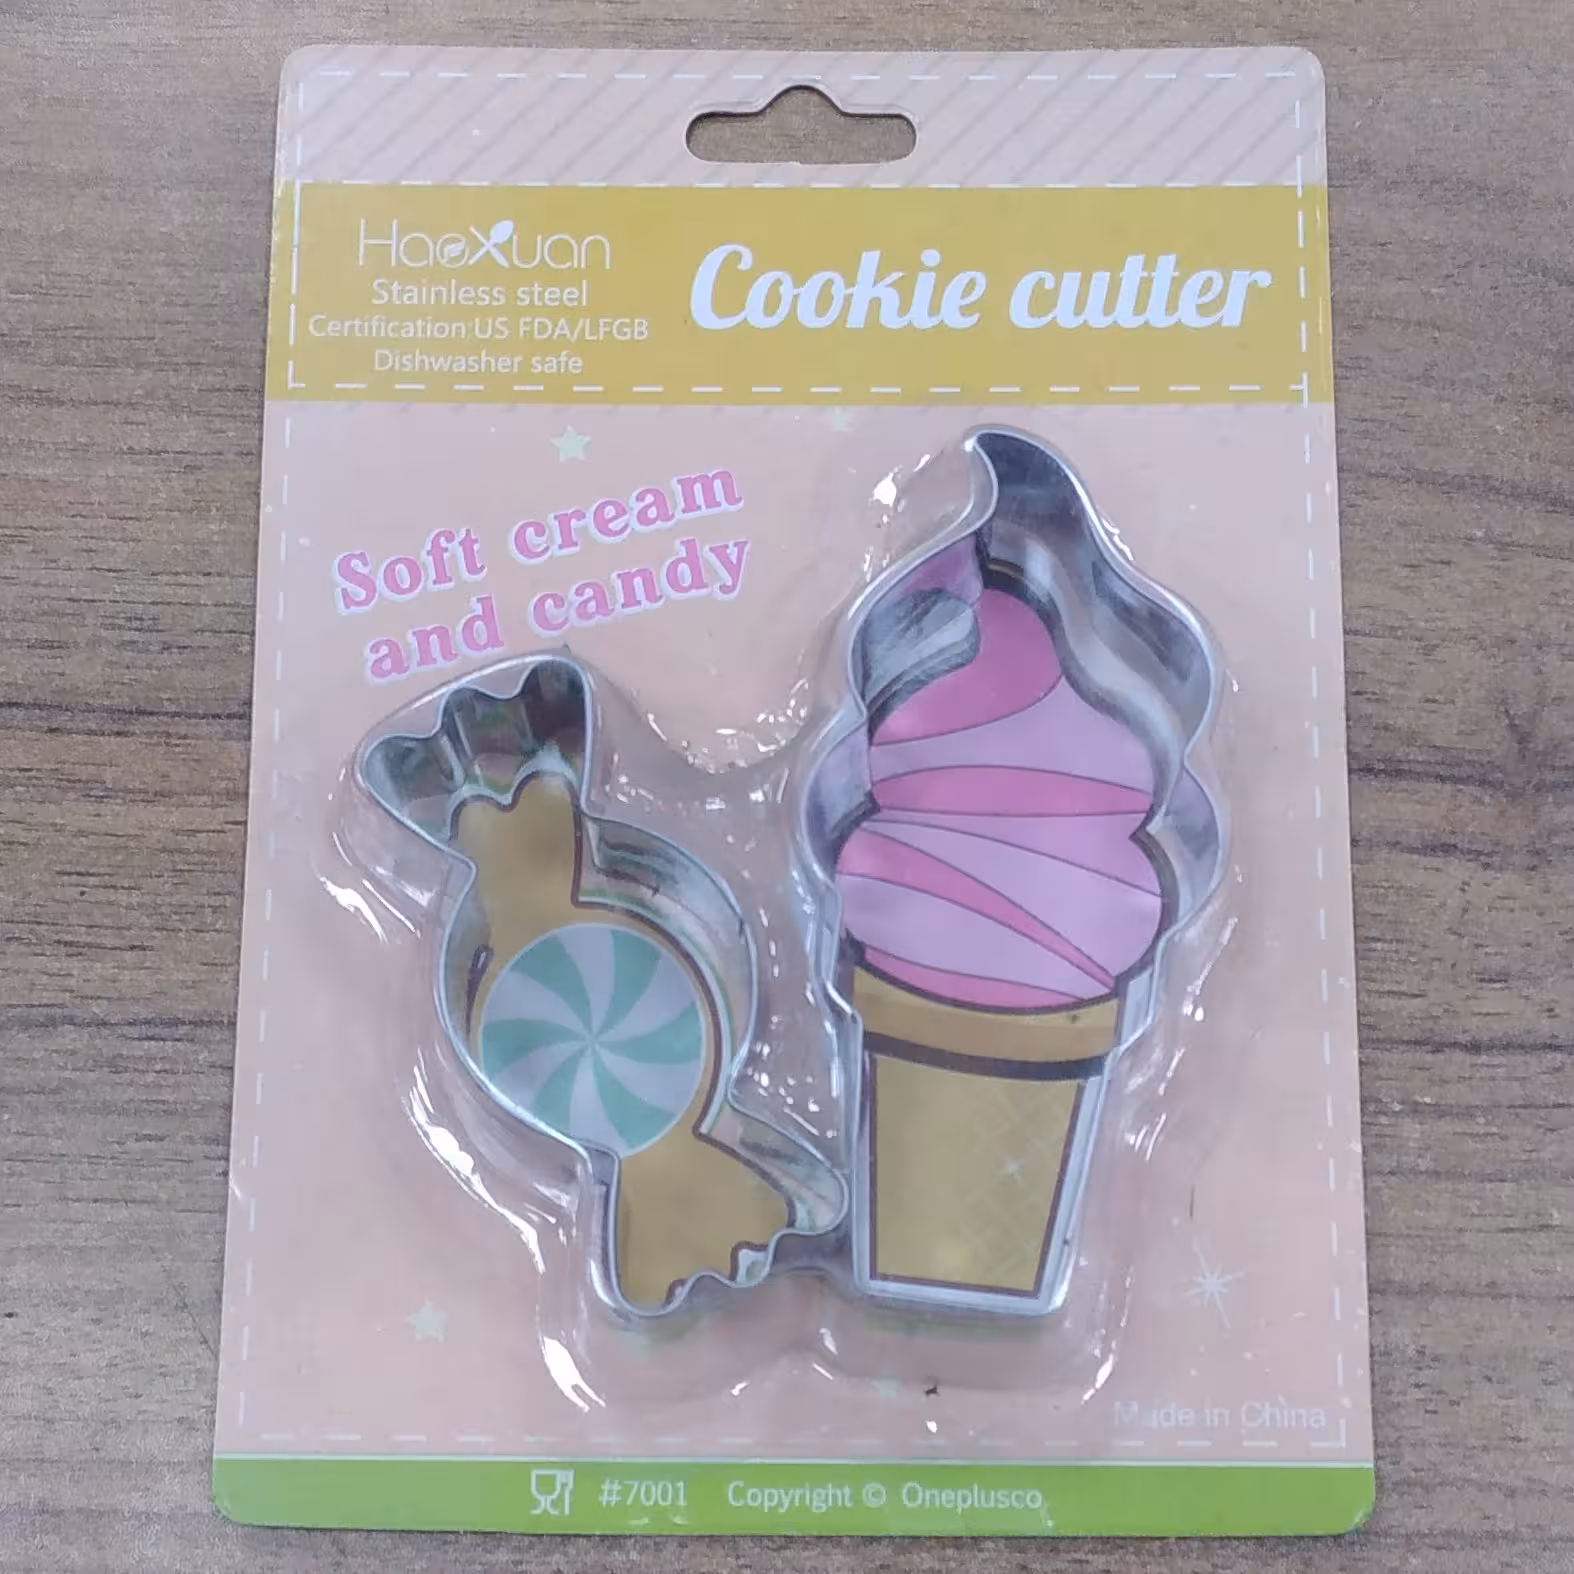 HaoXuan
Stainless steel
Certification:US FDA/LFGB
Dishwasher safe
Cookie cutter
Soft cream
and candy
Made in China
#7001 Copyright © Oneplusco